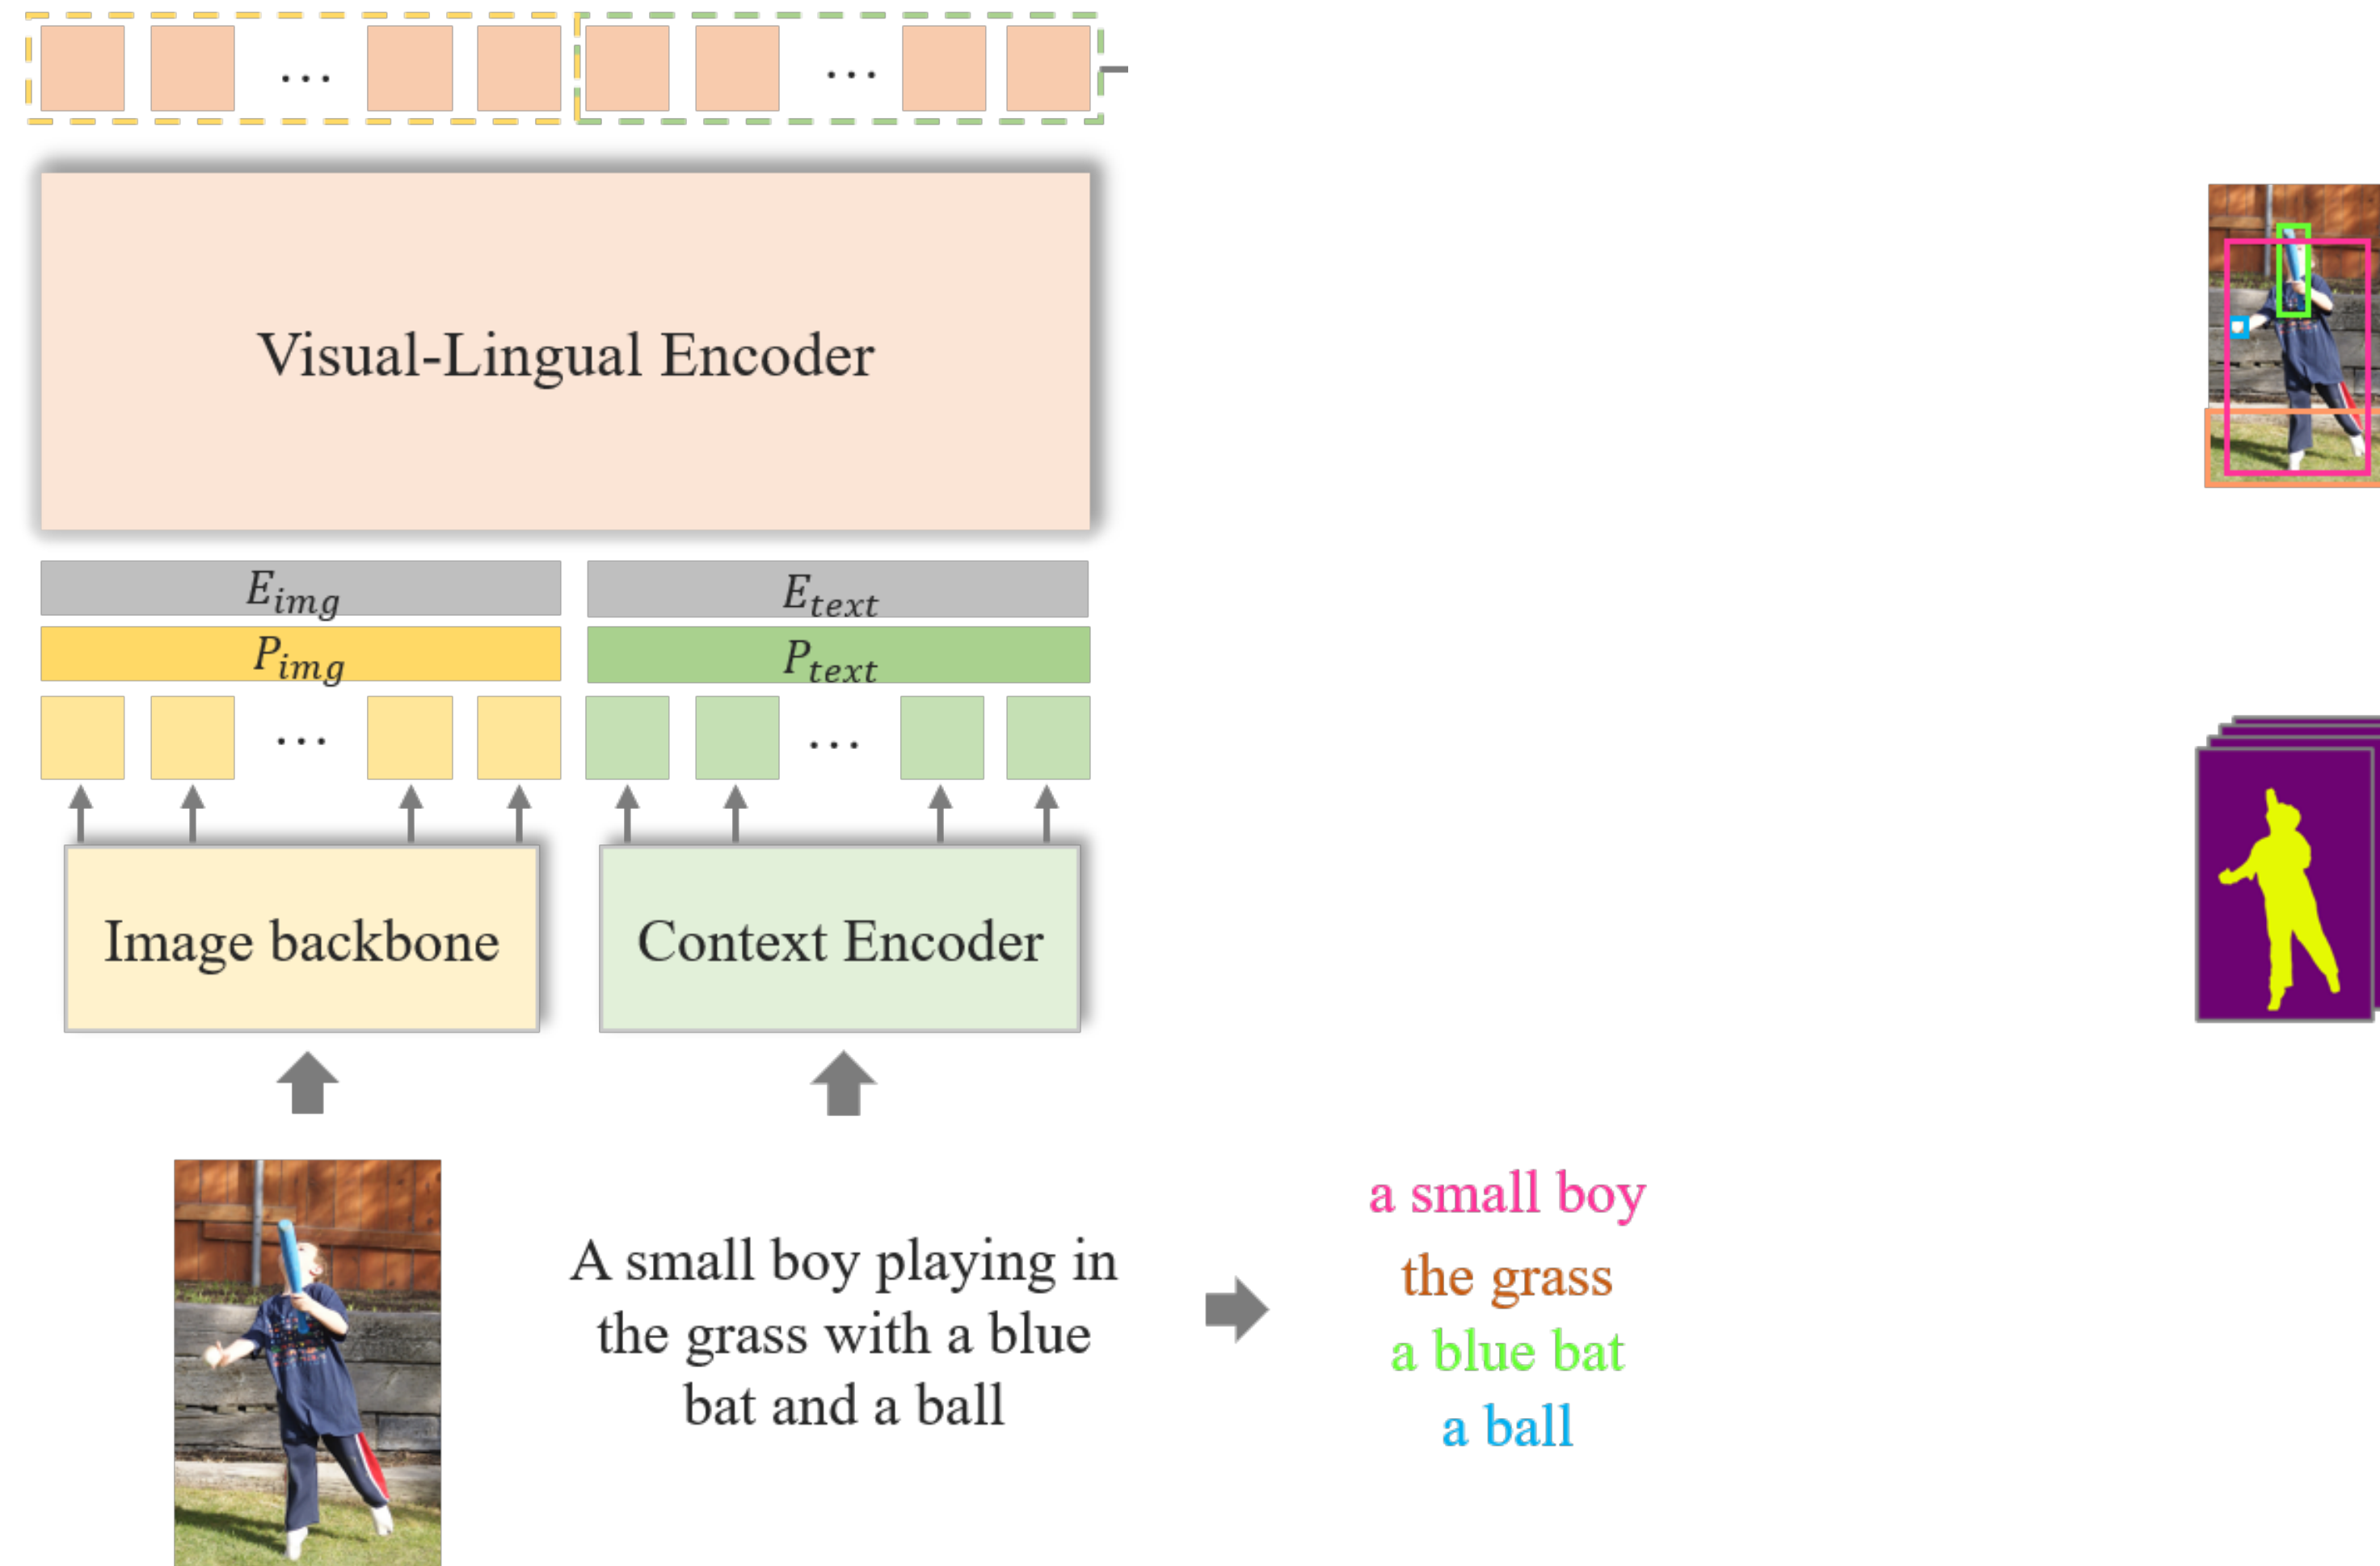 ...
...
Visual-Lingual Encoder
E_img
E_text
P_img
P_text
...
...
Image backbone
Context Encoder
A small boy playing in
the grass with a blue
bat and a ball
a small boy
the grass
a blue bat
a ball